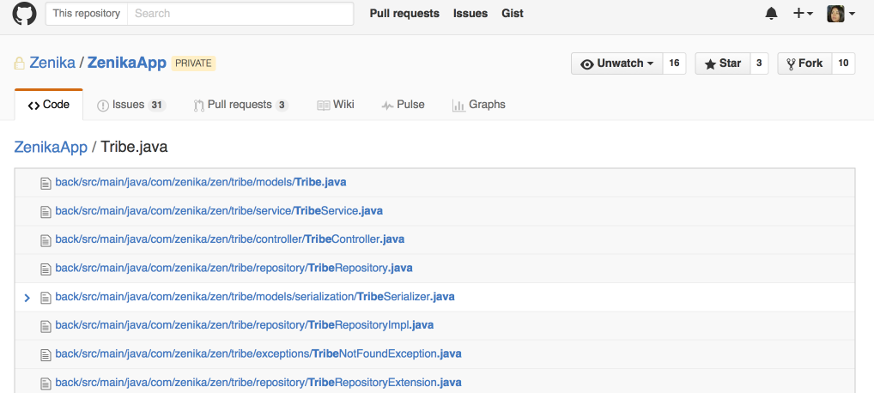 This repository Search Pull requests Issues Gist
Zenika / ZenikaApp PRIVATE Unwatch 16 Star 3 Fork 10
Code Issues 31 Pull requests 3 Wiki Pulse Graphs
ZenikaApp / Tribe.java
back/src/main/java/com/zenika/zen/tribe/models/Tribe.java
back/src/main/java/com/zenika/zen/tribe/service/TribeService.java
back/src/main/java/com/zenika/zen/tribe/controller/TribeController.java
back/src/main/java/com/zenika/zen/tribe/repository/TribeRepository.java
back/src/main/java/com/zenika/zen/tribe/models/serialization/TribeSerializer.java
back/src/main/java/com/zenika/zen/tribe/repository/TribeRepositoryImpl.java
back/src/main/java/com/zenika/zen/tribe/exceptions/TribeNotFoundException.java
back/src/main/java/com/zenika/zen/tribe/repository/TribeRepositoryExtension.java